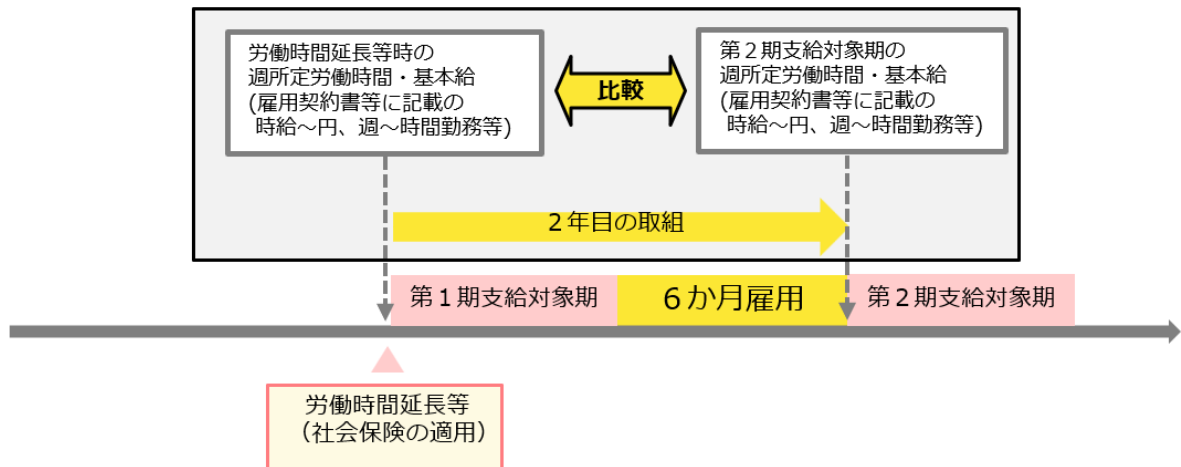 労働時間延長等時の
週所定労働時間・基本給
(雇用契約書等に記載の
時給～円、週～時間勤務等)
比較
第２期支給対象期の
週所定労働時間・基本給
(雇用契約書等に記載の
時給～円、週～時間勤務等)
２年目の取組
第１期支給対象期
６か月雇用
第２期支給対象期
労働時間延長等
（社会保険の適用）